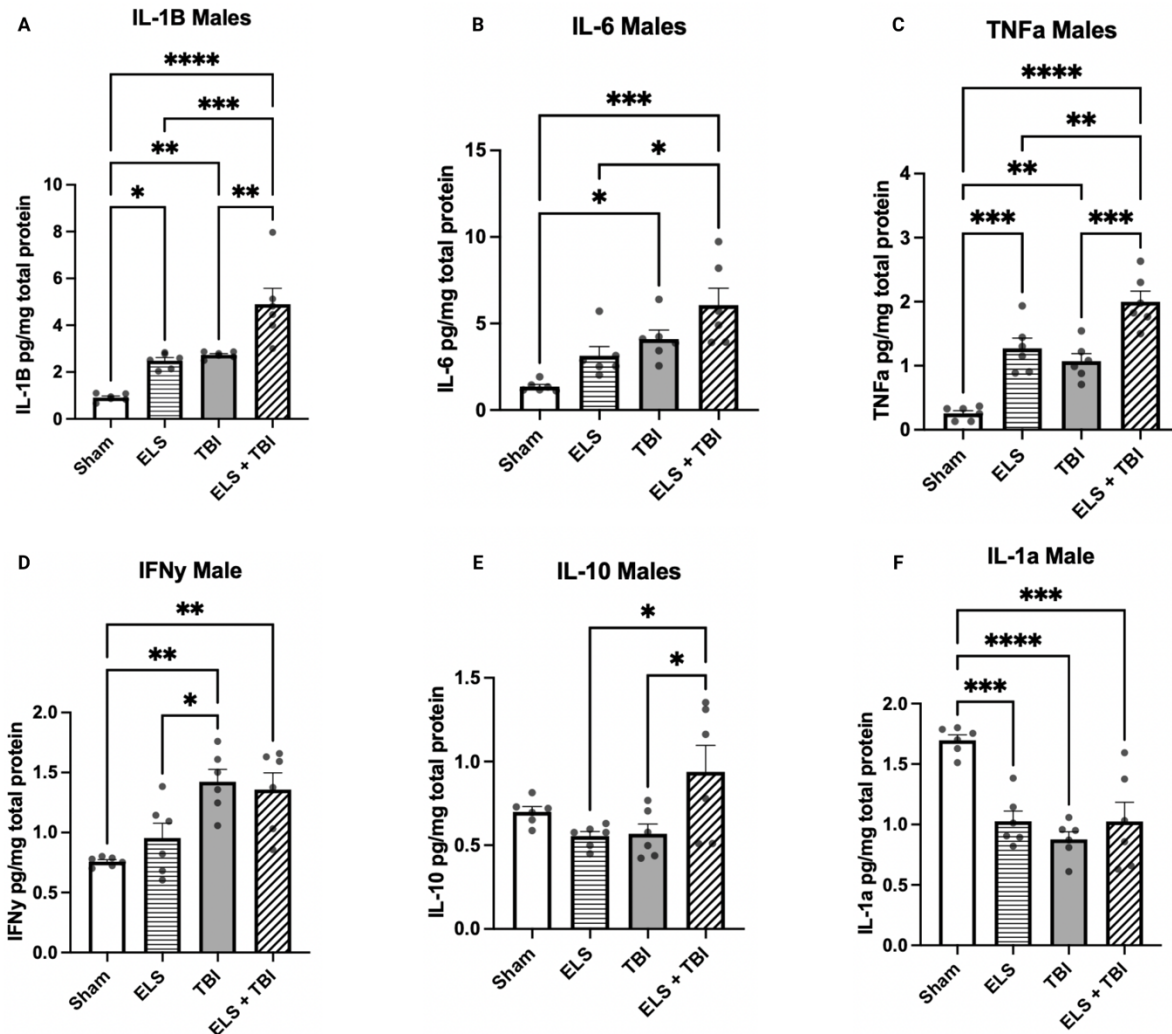 A
IL-1B Males
****
***
**
*
**
IL-1B pg/mg total protein
10
8
6
4
2
0
Sham
ELS
TBI
ELS + TBI
B
IL-6 Males
***
*
*
IL-6 pg/mg total protein
15
10
5
0
Sham
ELS
TBI
ELS + TBI
C
TNFa Males
****
**
**
***
***
TNFa pg/mg total protein
4
3
2
1
0
Sham
ELS
TBI
ELS + TBI
D
IFNy Male
**
**
*
IFNy pg/mg total protein
2.0
1.5
1.0
0.5
0.0
Sham
ELS
TBI
ELS + TBI
E
IL-10 Males
*
*
IL-10 pg/mg total protein
1.5
1.0
0.5
0.0
Sham
ELS
TBI
ELS + TBI
F
IL-1a Male
***
****
***
IL-1a pg/mg total protein
2.0
1.5
1.0
0.5
0.0
Sham
ELS
TBI
ELS + TBI